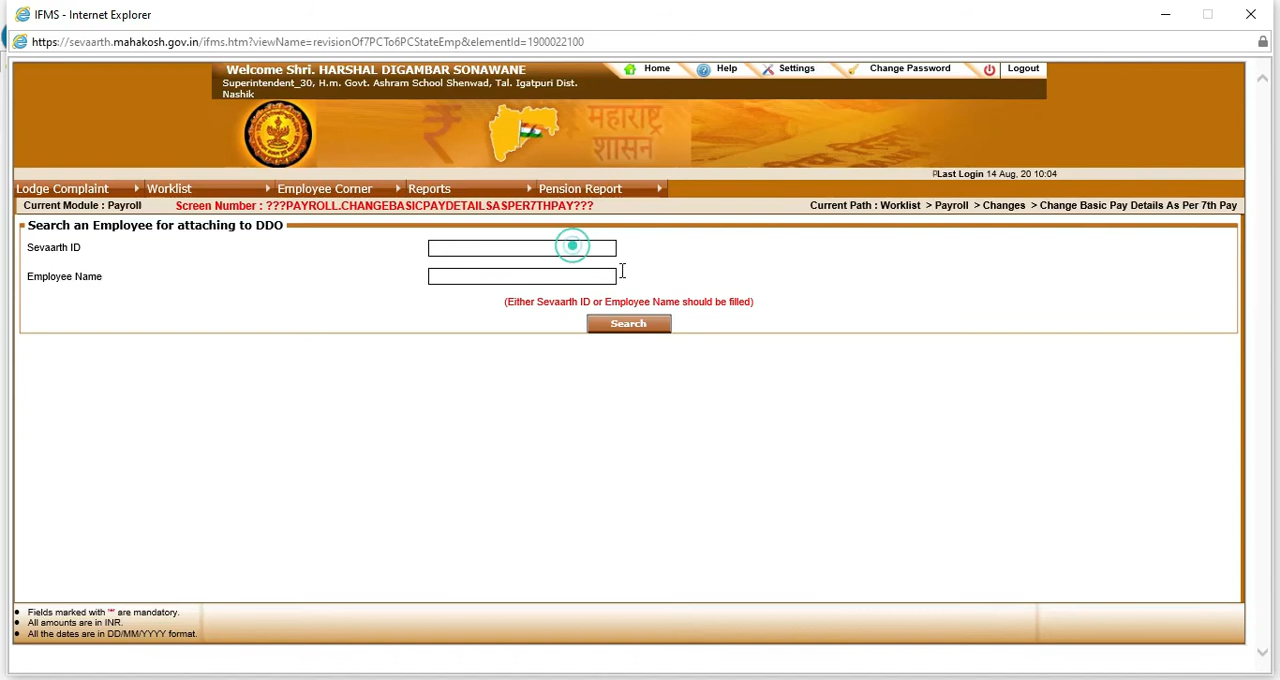 IFMS - Internet Explorer
https://sevaarth.mahakosh.gov.in/ifms.htm?viewName=revisionOf7PCTo6PCStateEmp&elementId=1900022100
Welcome Shri. HARSHAL DIGAMBAR SONAWANE
Superintendent_30, H.m. Govt. Ashram School Shenwad, Tal. Igatpuri Dist.
Nashik
Home Help Settings Change Password Logout
महाराष्ट्र
शासन
Last Login 14 Aug, 20 10:04
Lodge Complaint Worklist Employee Corner Reports Pension Report
Current Module : Payroll Screen Number : ???PAYROLL.CHANGEBASICPAYDETAILSASPER7THPAY??? Current Path : Worklist > Payroll > Changes > Change Basic Pay Details As Per 7th Pay
Search an Employee for attaching to DDO
Sevaarth ID
Employee Name
(Either Sevaarth ID or Employee Name should be filled)
Search
Fields marked with '*' are mandatory.
All amounts are in INR.
All the dates are in DD/MM/YYYY format.